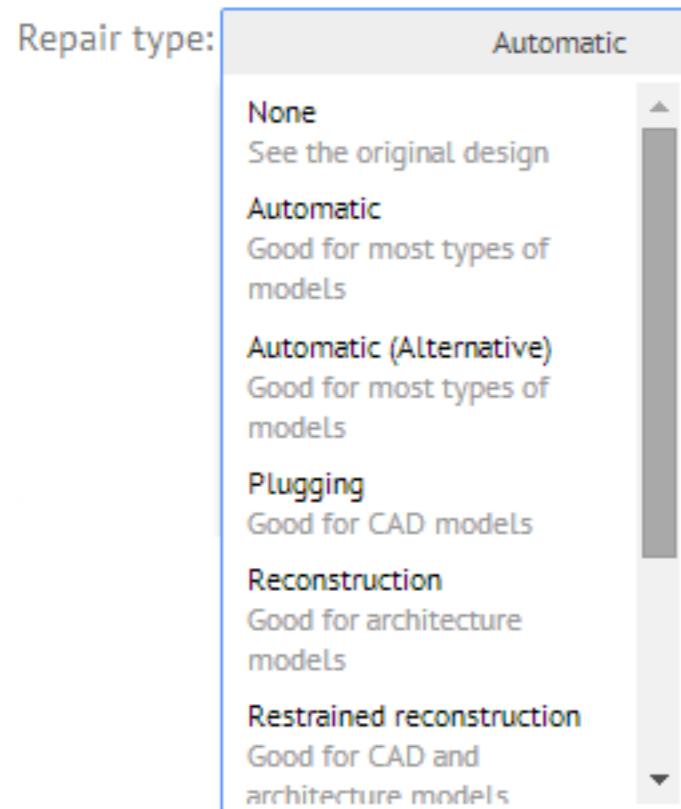 Repair type:
Automatic
None
See the original design
Automatic
Good for most types of
models
Automatic (Alternative)
Good for most types of
models
Plugging
Good for CAD models
Reconstruction
Good for architecture
models
Restrained reconstruction
Good for CAD and
architecture models